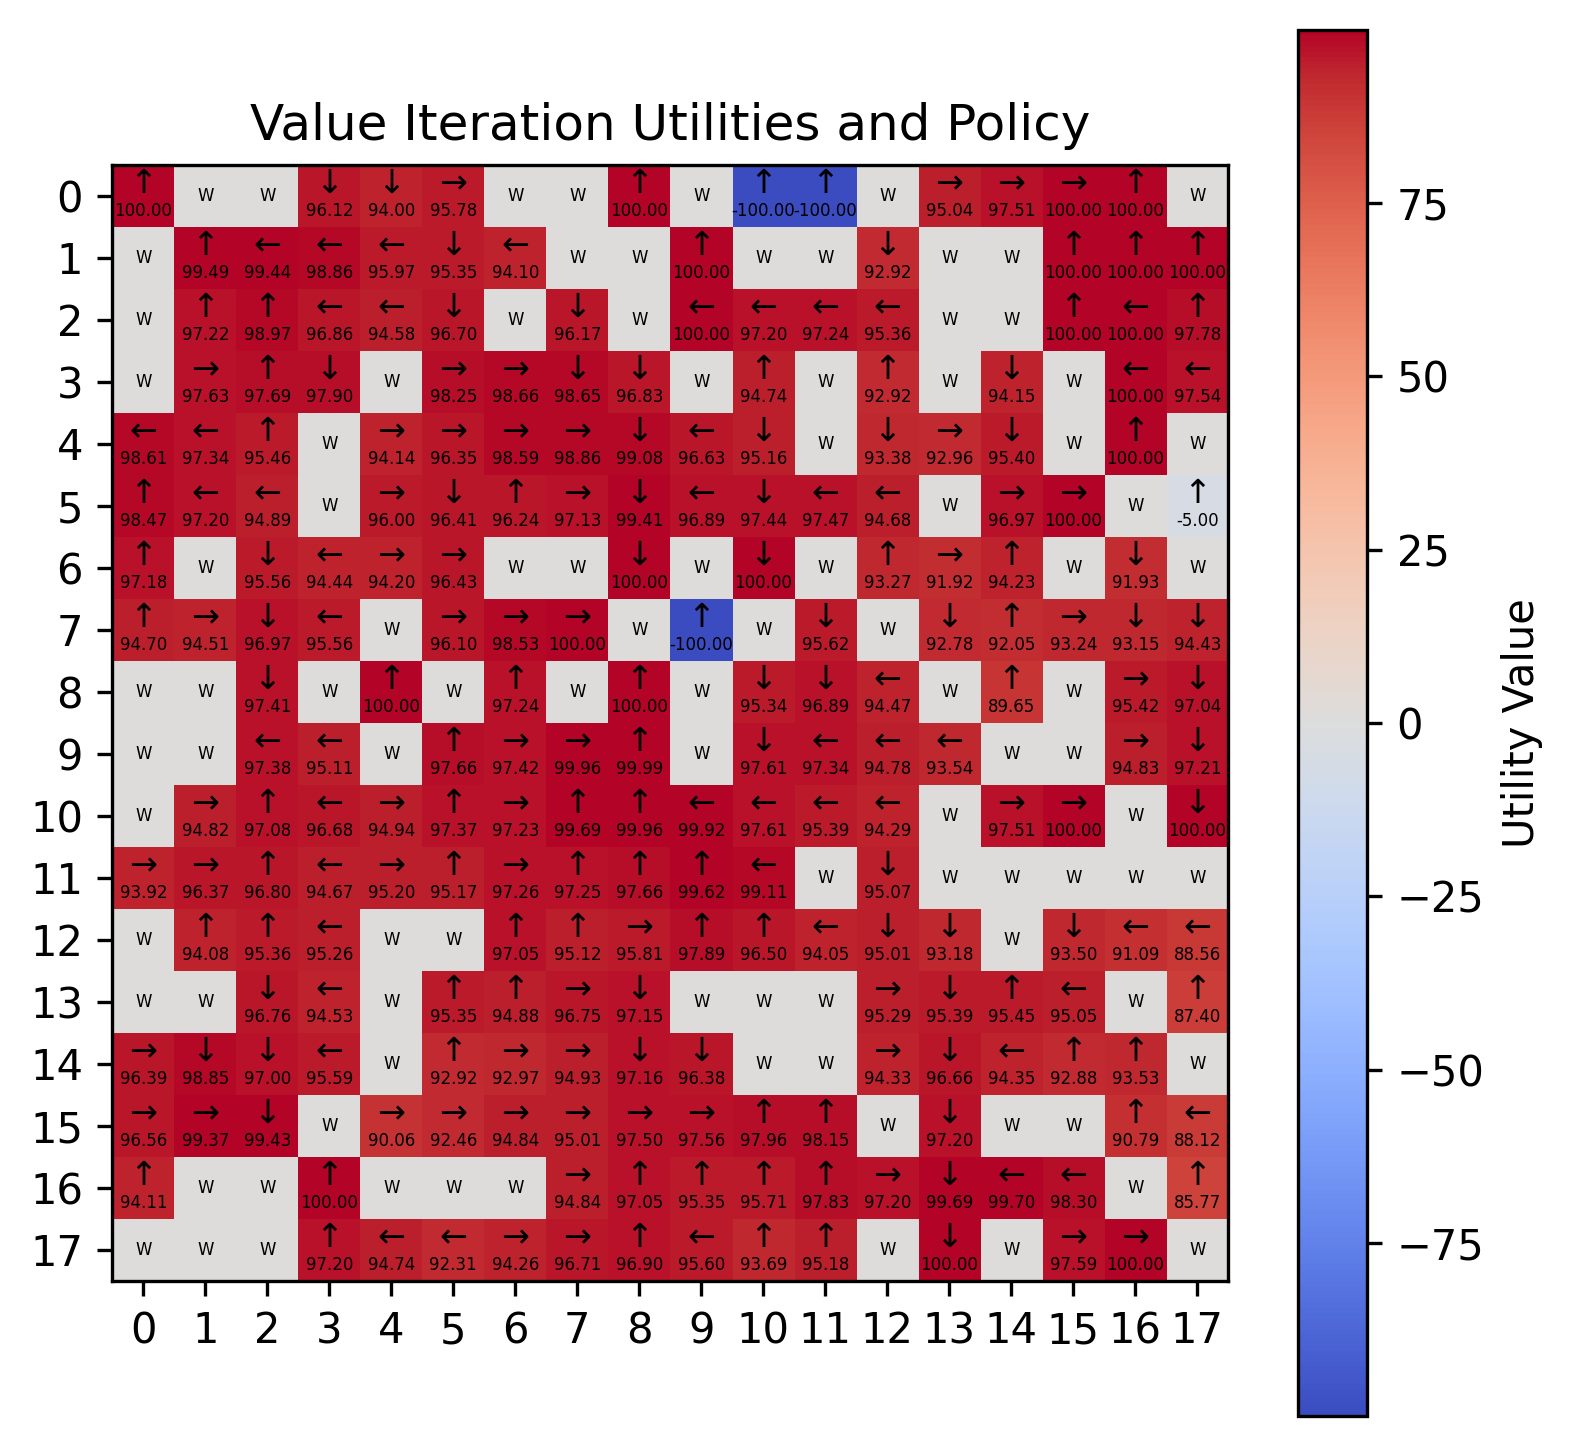 Value Iteration Utilities and Policy
0 ↑ W W ↓ ↓ → W W ↑ W ↑ ↑ W → → → ↑ W
100.00 96.12 94.00 95.78 100.00 -100.00 -100.00 95.04 97.51 100.00 100.00
1 W ↑ ← ← ← ↓ ← W W ↑ W W ↓ W W ↑ ↑ ↑
99.49 99.44 98.86 95.97 95.35 94.10 100.00 92.92 100.00 100.00 100.00
2 W ↑ ↑ ← ← ↓ W ↓ W ← ← ← ← W W ↑ ← ↑
97.22 98.97 96.86 94.58 96.70 96.17 100.00 97.20 97.24 95.36 100.00 100.00 97.78
3 W → ↑ ↓ W → → ↓ ↓ W ↑ W ↑ W ↓ W ← ←
97.63 97.69 97.90 98.25 98.66 98.65 96.83 94.74 92.92 94.15 100.00 97.54
4 ← ← ↑ W → → → → ↓ ← ↓ W ↓ → ↓ W ↑ W
98.61 97.34 95.46 94.14 96.35 98.59 98.86 99.08 96.63 95.16 93.38 92.96 95.40 100.00
5 ↑ ← ← W → ↓ ↑ → ↓ ← ↓ ← ← W → → W ↑
98.47 97.20 94.89 96.00 96.41 96.24 97.13 99.41 96.89 97.44 97.47 94.68 96.97 100.00 -5.00
6 ↑ W ↓ ← → → W W ↓ W ↓ W ↑ → ↑ W ↓ W
97.18 95.56 94.44 94.20 96.43 100.00 100.00 93.27 91.92 94.23 91.93
7 ↑ → ↓ ← W → → → W ↑ W ↓ W ↓ ↑ → ↓ ↓
94.70 94.51 96.97 95.56 96.10 98.53 100.00 -100.00 95.62 92.78 92.05 93.24 93.15 94.43
8 W W ↓ W ↑ W ↑ W ↑ W ↓ ↓ ← W ↑ W → ↓
97.41 100.00 97.24 100.00 95.34 96.89 94.47 89.65 95.42 97.04
9 W W ← ← W ↑ → → ↑ W ↓ ← ← ← W W → ↓
97.38 95.11 97.66 97.42 99.96 99.99 97.61 97.34 94.78 93.54 94.83 97.21
10 W → ↑ ← → ↑ → ↑ ↑ ← ← ← ← W → → W ↓
94.82 97.08 96.68 94.94 97.37 97.23 99.69 99.96 99.92 97.61 95.39 94.29 97.51 100.00 100.00
11 → → ↑ ← → ↑ → ↑ ↑ ↑ ← W ↓ W W W W W
93.92 96.37 96.80 94.67 95.20 95.17 97.26 97.25 97.66 99.62 99.11 95.07
12 W ↑ ↑ ← W W ↑ ↑ → ↑ ↑ ← ↓ ↓ W ↓ ← ←
94.08 95.36 95.26 97.05 95.12 95.81 97.89 96.50 94.05 95.01 93.18 93.50 91.09 88.56
13 W W ↓ ← W ↑ ↑ → ↓ W W W → ↓ ↑ ← W ↑
96.76 94.53 95.35 94.88 96.75 97.15 95.29 95.39 95.45 95.05 87.40
14 → ↓ ↓ ← W ↑ → → ↓ ↓ W W → ↓ ← ↑ ↑ W
96.39 98.85 97.00 95.59 92.92 92.97 94.93 97.16 96.38 94.33 96.66 94.35 92.88 93.53
15 → → ↓ W → → → → → → ↑ ↑ W ↓ W W ↑ ←
96.56 99.37 99.43 90.06 92.46 94.84 95.01 97.50 97.56 97.96 98.15 97.20 90.79 88.12
16 ↑ W W ↑ W W W → ↑ ↑ ↑ ↑ → ↓ ← ← W ↑
94.11 100.00 94.84 97.05 95.35 95.71 97.83 97.20 99.69 99.70 98.30 85.77
17 W W W ↑ ← ← → → ↑ ← ↑ ↑ W ↓ W → → W
97.20 94.74 92.31 94.26 96.71 96.90 95.60 93.69 95.18 100.00 97.59 100.00
0 1 2 3 4 5 6 7 8 9 10 11 12 13 14 15 16 17
75
50
25
0
−25
−50
−75
Utility Value